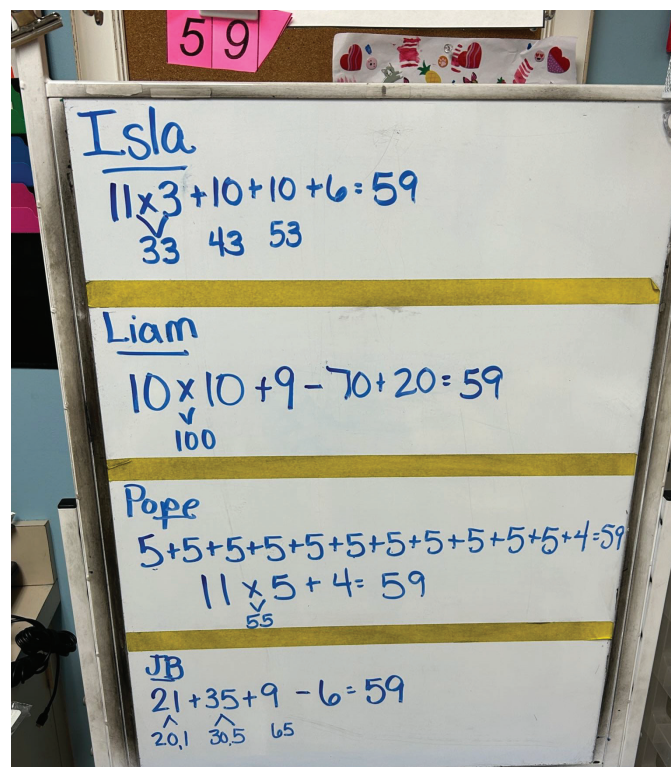 59
Isla
11x3+10+10+6=59
33 43 53
Liam
10x10+9-70+20=59
100
Pope
5+5+5+5+5+5+5+5+5+5+5+4=59
11x5+4=59
55
JB
21+35+9-6=59
20,1 30,5 65